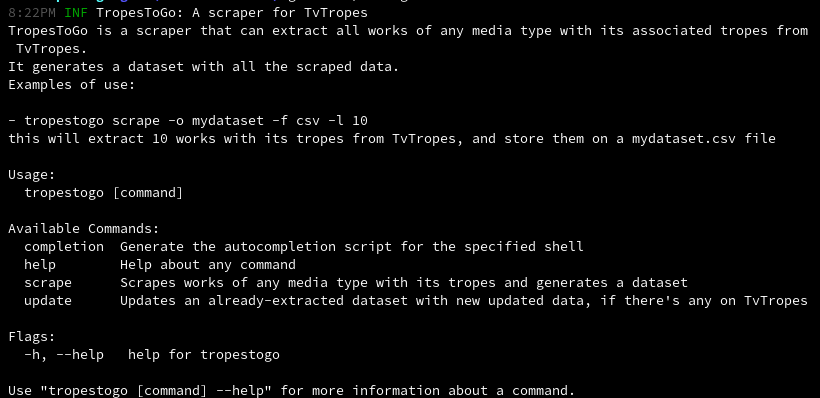 8:22PM INF TropesToGo: A scraper for TvTropes
TropesToGo is a scraper that can extract all works of any media type with its associated tropes from
TvTropes.
It generates a dataset with all the scraped data.
Examples of use:
- tropestogo scrape -o mydataset -f csv -l 10
this will extract 10 works with its tropes from TvTropes, and store them on a mydataset.csv file
Usage:
tropestogo [command]
Available Commands:
completion  Generate the autocompletion script for the specified shell
help        Help about any command
scrape      Scrapes works of any media type with its tropes and generates a dataset
update      Updates an already-extracted dataset with new updated data, if there's any on TvTropes
Flags:
-h, --help   help for tropestogo
Use "tropestogo [command] --help" for more information about a command.